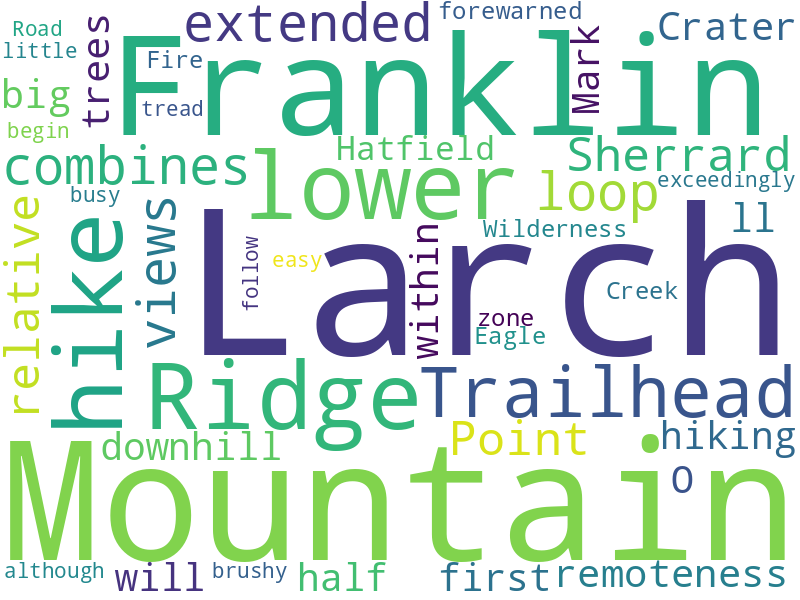 Road
little
trees
Fire
extended
forewarned
Mark
Crater
big
tread
Franklin
begin
combines
Hatfield
Sherrard
busy
lower
loop
exceedingly
relative
hike
views
follow
easy
within
Wilderness
ll
Larch
Creek
zone
Eagle
Ridge
Trailhead
downhill
Point
hiking
Mountain
O
although
will
brushy
half
first
remoteness